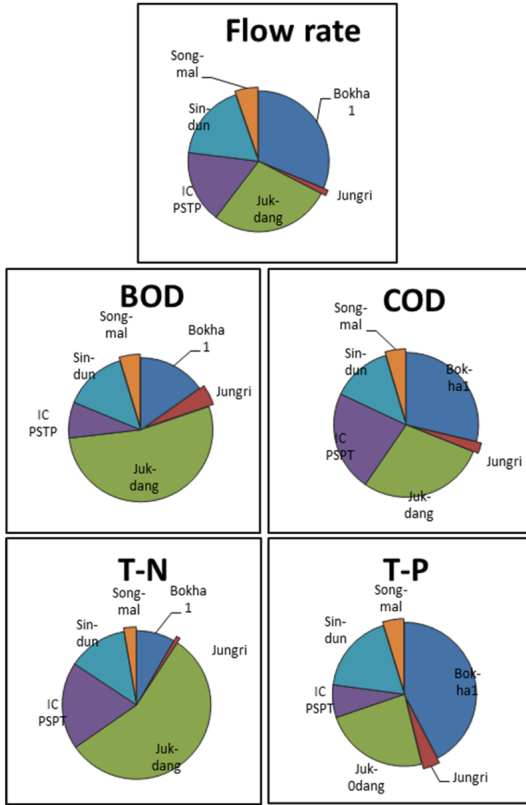 Flow rate
Song-
mal
Bokha
1
Sin-
dun
IC
PSTP
Juk-
dang
Jungri
BOD
Song-
mal
Bokha
1
Sin-
dun
Jungri
IC
PSTP
Juk-
dang
COD
Song-
mal
Sin-
dun
Bok-
ha1
IC
PSPT
Jungri
Juk-
dang
T-N
Song-
mal
Bokha
1
Sin-
dun
Jungri
IC
PSPT
Juk-
dang
T-P
Song-
mal
Sin-
dun
Bok-
ha1
IC
PSPT
Juk-
0dang
Jungri